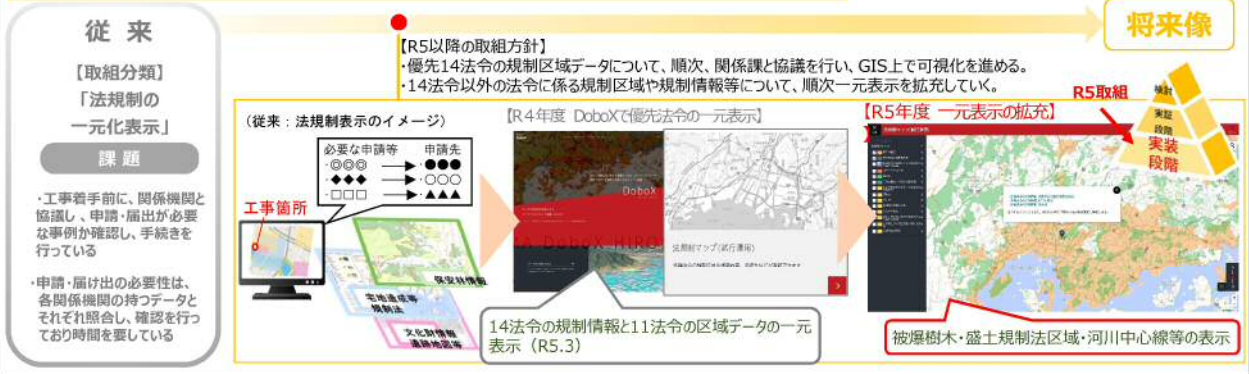 従 来
【取組分類】
「法規制の
一元化表示」
課 題
・工事着手前に、関係機関と
協議し、申請・届出が必要
な事例か確認し、手続きを
行っている
・申請・届け出の必要性は、
各関係機関の持つデータと
それぞれ照合し、確認を行っ
ており時間を要している
将来像
【R5以降の取組方針】
・優先14法令の規制区域データについて、順次、関係課と協議を行い、GIS上で可視化を進める。
・14法令以外の法令に係る規制区域や規制情報等について、順次一元表示を拡充していく。
R5取組
検討
実証
段階
実装
段階
（従来：法規制表示のイメージ）
必要な申請等 申請先
・◎◎◎ ●●●
・◆◆◆ ○○○
・□□□ ▲▲▲
工事箇所
保安林情報
宅地造成等
規制法
文化財情報
遺跡地図等
【R４年度 DoboXで優先法令の一元表示】
DoboX
法規制マップ(試行運用)
14法令の規制情報と11法令の区域データの一元
表示（R5.3）
【R5年度 一元表示の拡充】
被爆樹木・盛土規制法区域・河川中心線等の表示